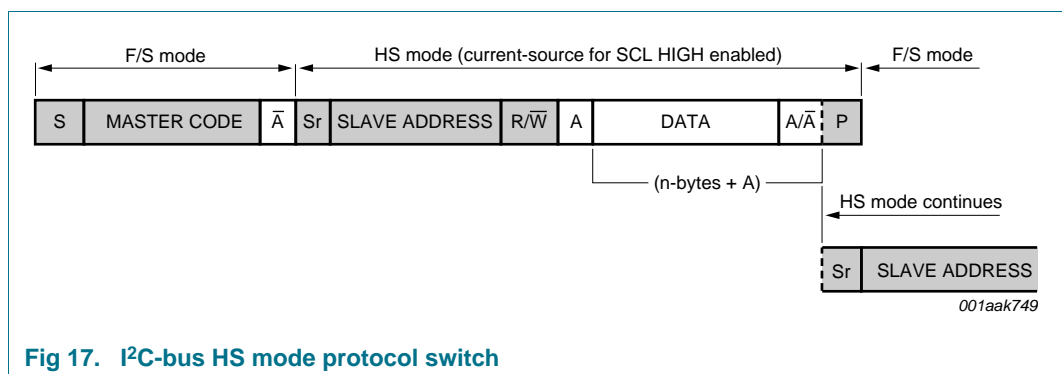 F/S mode HS mode (current-source for SCL HIGH enabled) F/S mode
S MASTER CODE A̅ Sr SLAVE ADDRESS R/W̅ A DATA A/A̅ P
(n-bytes + A)
HS mode continues
Sr SLAVE ADDRESS
001aak749
Fig 17. I²C-bus HS mode protocol switch